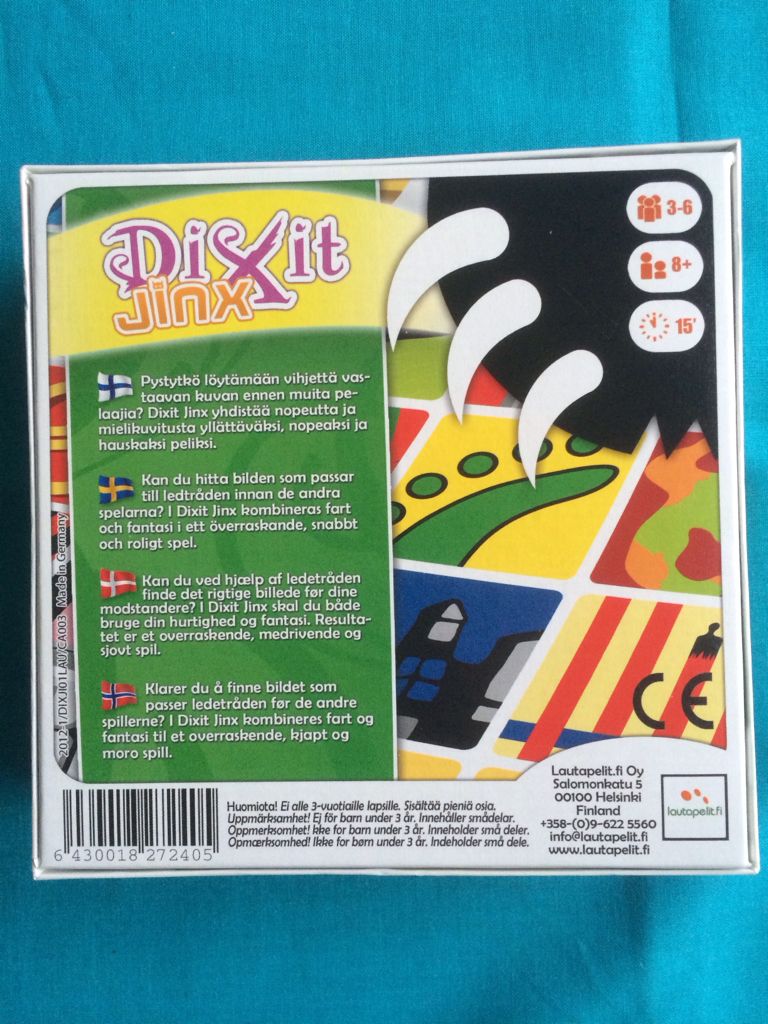 Dixit
Jinx
3-6
8+
15'
Pystytkö löytämään vihjettä vas-
taavan kuvan ennen muita pe-
laajia? Dixit Jinx yhdistää nopeutta ja
mielikuvitusta yllättäväksi, nopeaksi ja
hauskaksi peliksi.
Kan du hitta bilden som passar
till ledtråden innan de andra
spelarna? I Dixit Jinx kombineras fart
och fantasi i ett överraskande, snabbt
och roligt spel.
Kan du ved hjælp af ledetråden
finde det rigtige billede før dine
modstandere? I Dixit Jinx skal du både
bruge din hurtighed og fantasi. Resulta-
tet er et overraskende, medrivende og
sjovt spil.
Klarer du å finne bildet som
passer ledetråden før de andre
spillerne? I Dixit Jinx kombineres fart og
fantasi til et overraskende, kjapt og
moro spill.
2012-1/DIXJI01LAU/CA003 Made in Germany
CE
6 430018 272405
Huomiota! Ei alle 3-vuotiaille lapsille. Sisältää pieniä osia.
Uppmärksamhet! Ej för barn under 3 år. Innehåller smådelar.
Oppmerksomhet! Ikke for barn under 3 år. Inneholder små deler.
Opmærksomhed! Ikke for børn under 3 år. Indeholder små dele.
Lautapelit.fi Oy
Salomonkatu 5
00100 Helsinki
Finland
+358-(0)9-622 5560
info@lautapelit.fi
www.lautapelit.fi
lautapelit.fi